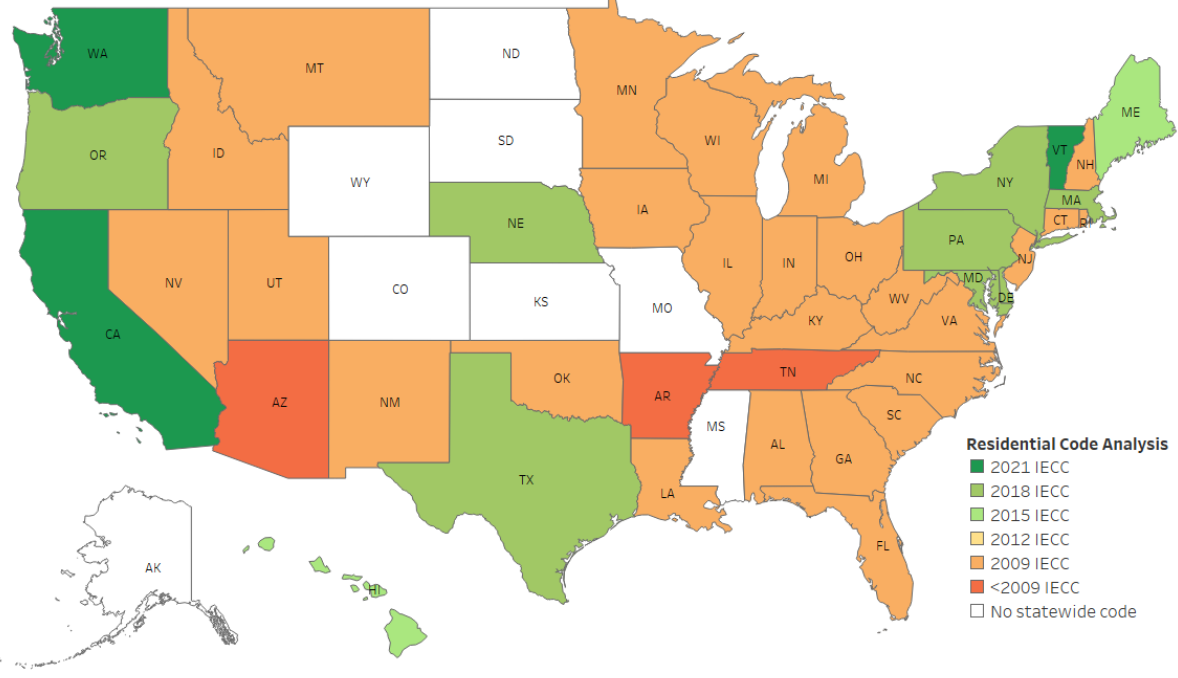 WA
ND
MT
MN
ME
OR
ID
SD
WI
VT
NH
WY
MI
NY
MA
IA
NE
CT
RI
PA
OH
NJ
IL
IN
MD
NV
UT
CO
KS
MO
WV
DE
CA
KY
VA
OK
TN
NC
AZ
NM
AR
SC
MS
AL
GA
TX
LA
FL
AK
HI
Residential Code Analysis
2021 IECC
2018 IECC
2015 IECC
2012 IECC
2009 IECC
<2009 IECC
No statewide code